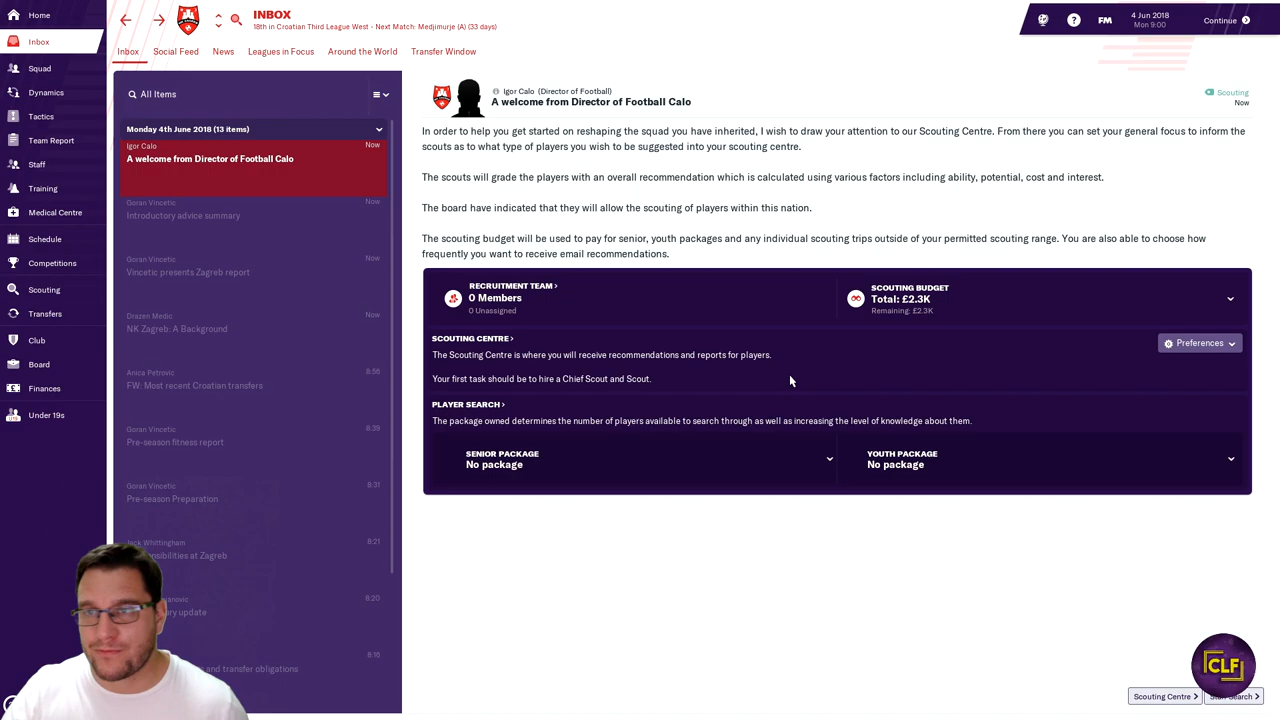 Home
Inbox
Squad
Dynamics
Tactics
Team Report
Staff
Training
Medical Centre
Schedule
Competitions
Scouting
Transfers
Club
Board
Finances
Under 19s
INBOX
18th in Croatian Third League West - Next Match: Medjimurje (A) (33 days)
?
FM
4 Jun 2018
Mon 9:00
Continue
Inbox
Social Feed
News
Leagues in Focus
Around the World
Transfer Window
All Items
Monday 4th June 2018 (13 items)
Igor Calo
Now
A welcome from Director of Football Calo
Goran Vincetic
Now
Introductory advice summary
Goran Vincetic
Now
Vincetic presents Zagreb report
Drazen Medic
Now
NK Zagreb: A Background
Anica Petrovic
8:56
FW: Most recent Croatian transfers
Goran Vincetic
8:39
Pre-season fitness report
Goran Vincetic
8:31
Pre-season Preparation
Jack Whittingham
8:21
nsibilities at Zagreb
anovic
8:20
ury update
8:16
and transfer obligations
Igor Calo (Director of Football)
A welcome from Director of Football Calo
Scouting
Now
In order to help you get started on reshaping the squad you have inherited, I wish to draw your attention to our Scouting Centre. From there you can set your general focus to inform the
scouts as to what type of players you wish to be suggested into your scouting centre.
The scouts will grade the players with an overall recommendation which is calculated using various factors including ability, potential, cost and interest.
The board have indicated that they will allow the scouting of players within this nation.
The scouting budget will be used to pay for senior, youth packages and any individual scouting trips outside of your permitted scouting range. You are also able to choose how
frequently you want to receive email recommendations.
RECRUITMENT TEAM >
0 Members
0 Unassigned
SCOUTING BUDGET
Total: £2.3K
Remaining: £2.3K
SCOUTING CENTRE >
The Scouting Centre is where you will receive recommendations and reports for players.
Your first task should be to hire a Chief Scout and Scout.
Preferences
PLAYER SEARCH >
The package owned determines the number of players available to search through as well as increasing the level of knowledge about them.
SENIOR PACKAGE
No package
YOUTH PACKAGE
No package
CLF
Scouting Centre >
Search >